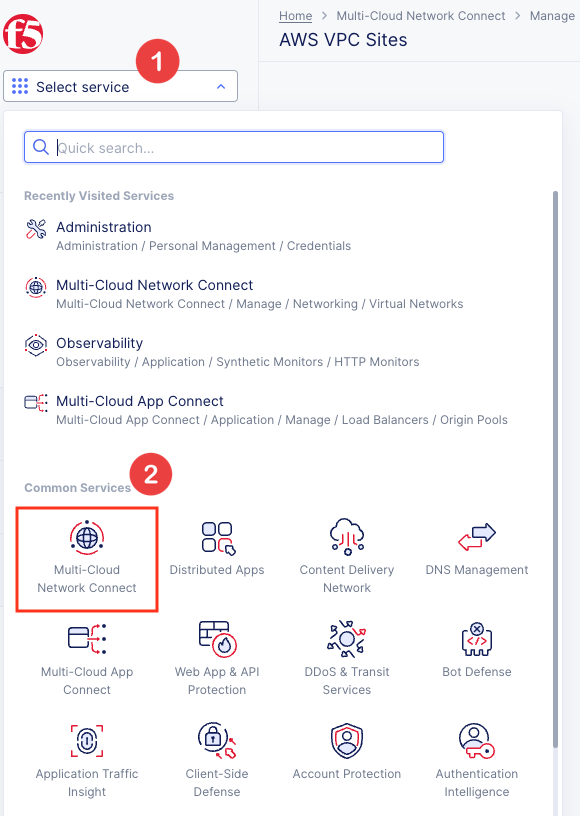 f5
Home > Multi-Cloud Network Connect > Manage
AWS VPC Sites
1
Select service
Quick search...
Recently Visited Services
Administration
Administration / Personal Management / Credentials
Multi-Cloud Network Connect
Multi-Cloud Network Connect / Manage / Networking / Virtual Networks
Observability
Observability / Application / Synthetic Monitors / HTTP Monitors
Multi-Cloud App Connect
Multi-Cloud App Connect / Application / Manage / Load Balancers / Origin Pools
2
Common Services
Multi-Cloud
Network Connect
Distributed Apps
Content Delivery
Network
DNS Management
Multi-Cloud App
Connect
Web App & API
Protection
DDoS & Transit
Services
Bot Defense
Application Traffic
Insight
Client-Side
Defense
Account Protection
Authentication
Intelligence